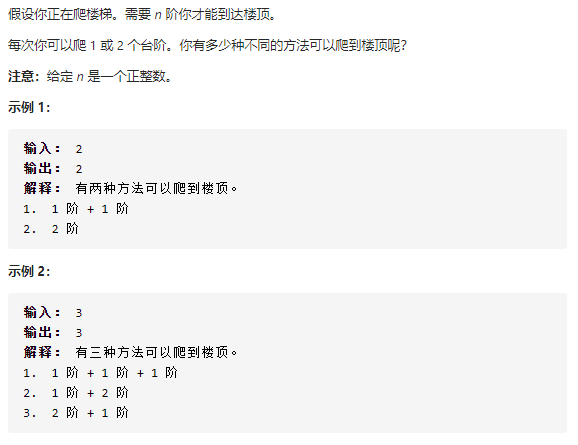 假设你正在爬楼梯。需要 n 阶你才能到达楼顶。
每次你可以爬 1 或 2 个台阶。你有多少种不同的方法可以爬到楼顶呢？
注意：给定 n 是一个正整数。
示例 1：
输入： 2
输出： 2
解释： 有两种方法可以爬到楼顶。
1. 1 阶 + 1 阶
2. 2 阶
示例 2：
输入： 3
输出： 3
解释： 有三种方法可以爬到楼顶。
1. 1 阶 + 1 阶 + 1 阶
2. 1 阶 + 2 阶
3. 2 阶 + 1 阶